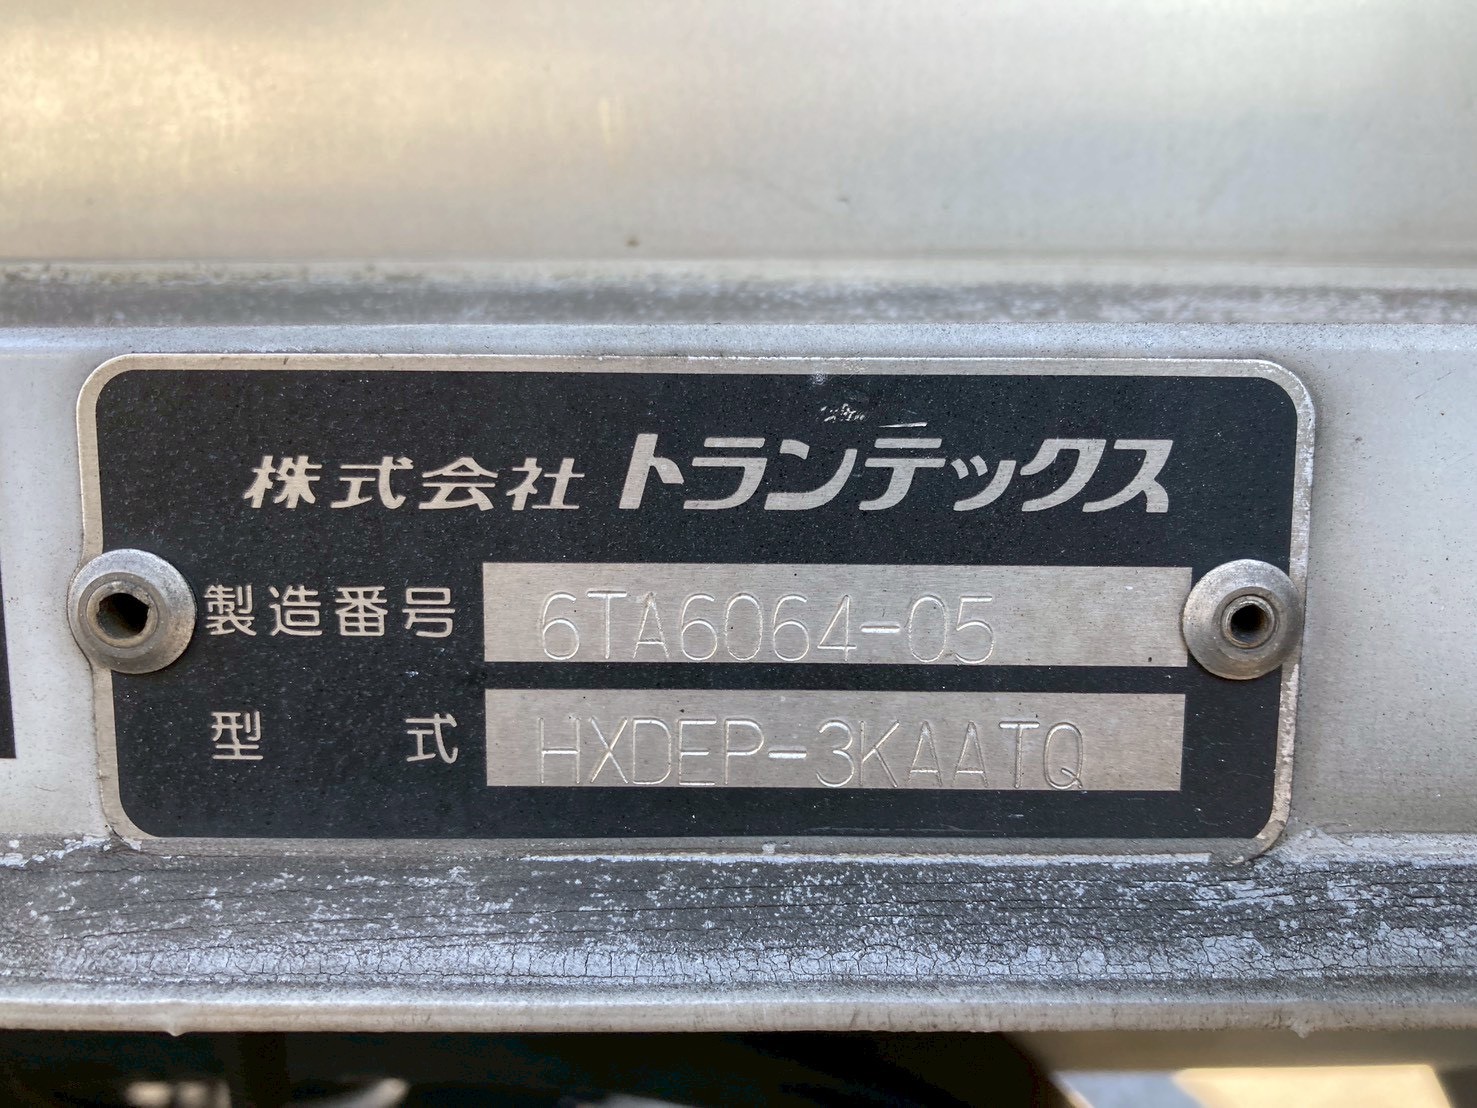 株式会社 トランテックス
製造番号 6TA6064-05
型式 HXDEP-3KAATQ